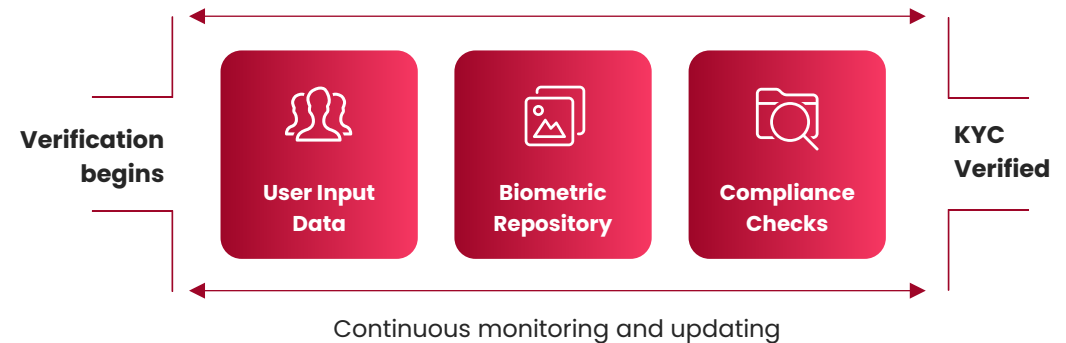 Verification
begins
User Input
Data
Biometric
Repository
Compliance
Checks
KYC
Verified
Continuous monitoring and updating